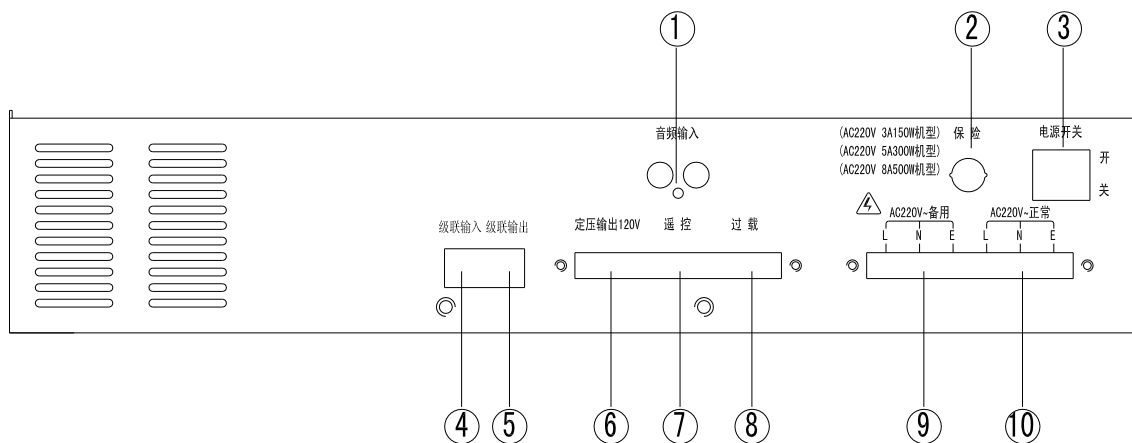 ① ② ③
音频输入
(AC220V 3A150W机型) 保 险
(AC220V 5A300W机型)
(AC220V 8A500W机型)
电源开关
开
关
级联输入 级联输出
定压输出120V 遥 控 过 载
AC220V~备用 AC220V~正常
L N E L N E
④ ⑤ ⑥ ⑦ ⑧ ⑨ ⑩